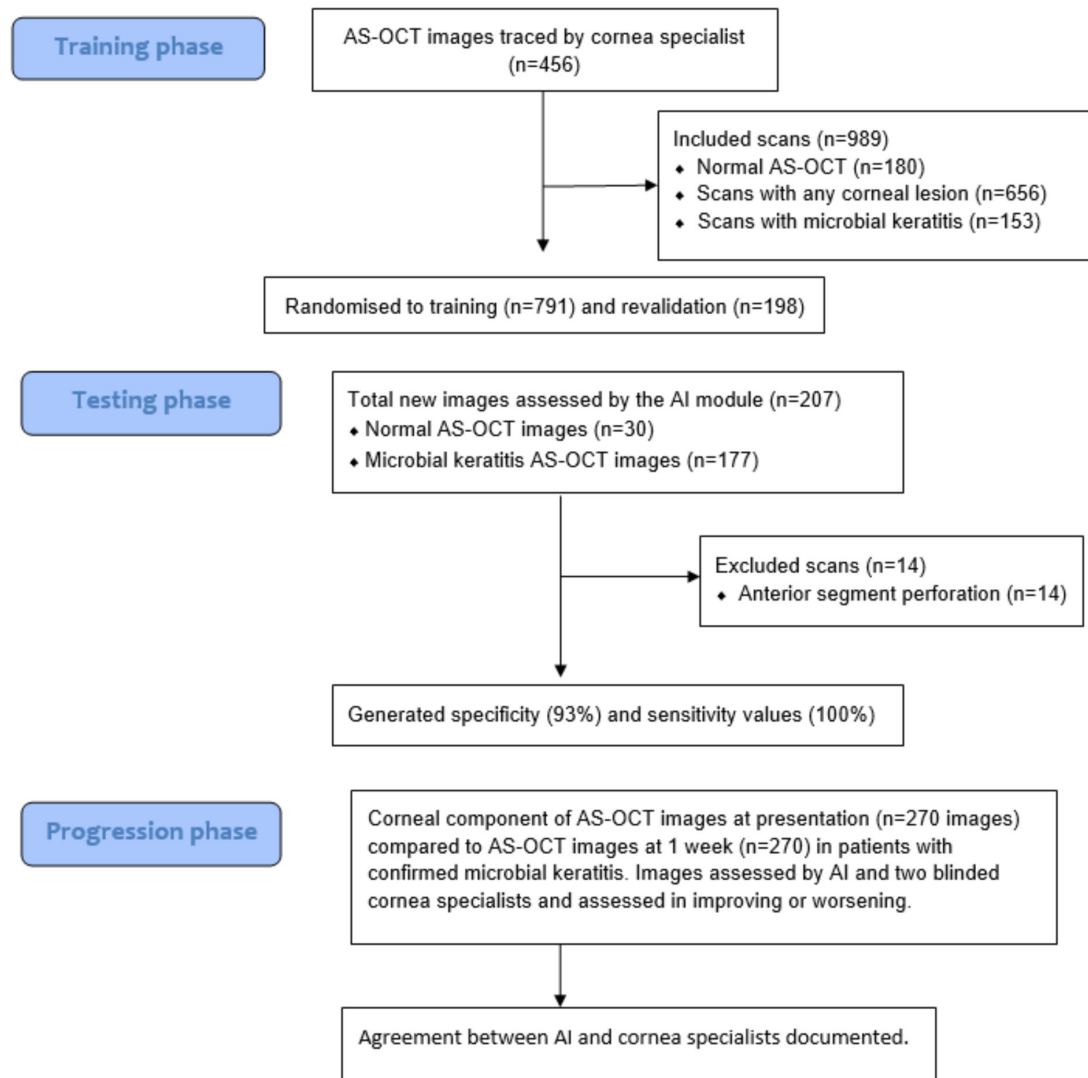 Training phase
AS-OCT images traced by cornea specialist
(n=456)
Included scans (n=989)
⬥ Normal AS-OCT (n=180)
⬥ Scans with any corneal lesion (n=656)
⬥ Scans with microbial keratitis (n=153)
Randomised to training (n=791) and revalidation (n=198)
Testing phase
Total new images assessed by the AI module (n=207)
⬥ Normal AS-OCT images (n=30)
⬥ Microbial keratitis AS-OCT images (n=177)
Excluded scans (n=14)
⬥ Anterior segment perforation (n=14)
Generated specificity (93%) and sensitivity values (100%)
Progression phase
Corneal component of AS-OCT images at presentation (n=270 images)
compared to AS-OCT images at 1 week (n=270) in patients with
confirmed microbial keratitis. Images assessed by AI and two blinded
cornea specialists and assessed in improving or worsening.
Agreement between AI and cornea specialists documented.